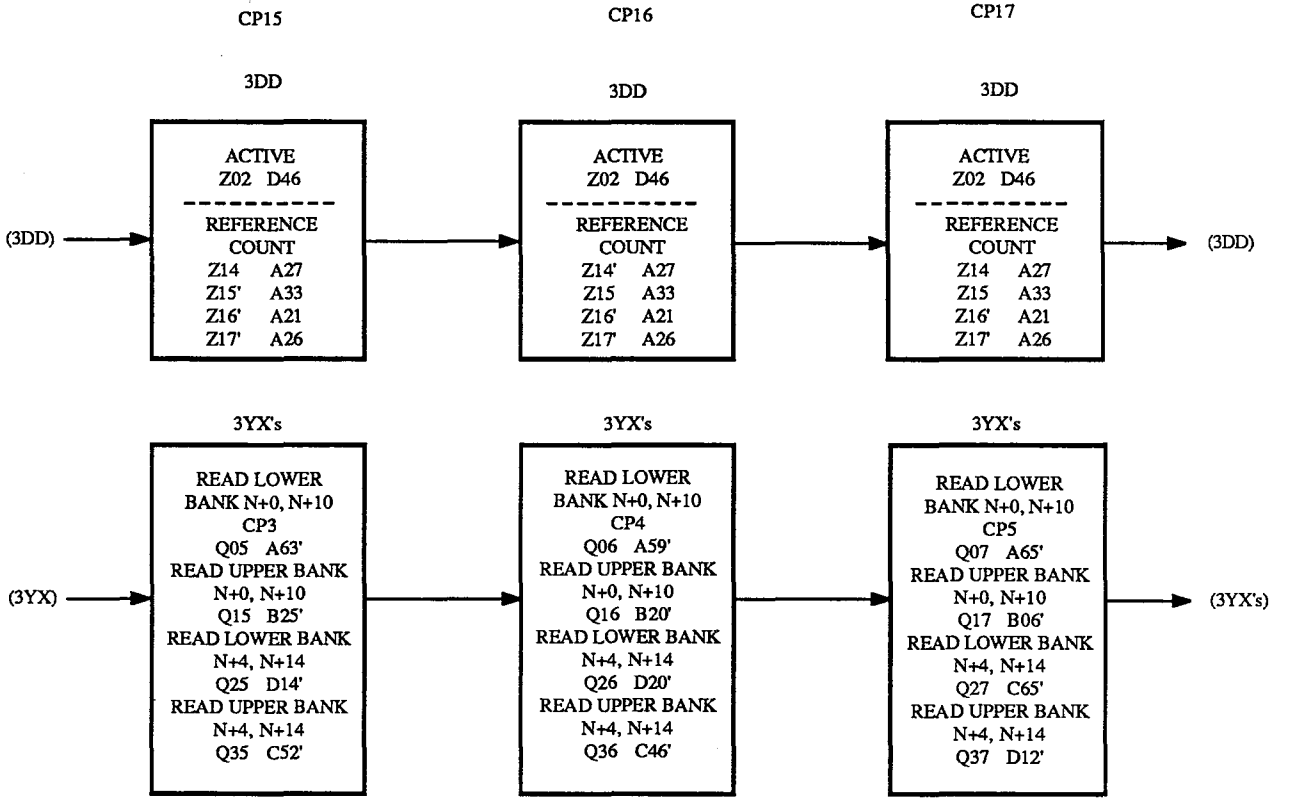 CP15
CP16
CP17
3DD
3DD
3DD
(3DD)
ACTIVE
Z02 D46
REFERENCE
COUNT
Z14 A27
Z15' A33
Z16' A21
Z17' A26
ACTIVE
Z02 D46
REFERENCE
COUNT
Z14' A27
Z15 A33
Z16' A21
Z17' A26
ACTIVE
Z02 D46
REFERENCE
COUNT
Z14 A27
Z15 A33
Z16' A21
Z17' A26
(3DD)
3YX's
3YX's
3YX's
(3YX)
READ LOWER
BANK N+0, N+10
CP3
Q05 A63'
READ UPPER BANK
N+0, N+10
Q15 B25'
READ LOWER BANK
N+4, N+14
Q25 D14'
READ UPPER BANK
N+4, N+14
Q35 C52'
READ LOWER
BANK N+0, N+10
CP4
Q06 A59'
READ UPPER BANK
N+0, N+10
Q16 B20'
READ LOWER BANK
N+4, N+14
Q26 D20'
READ UPPER BANK
N+4, N+14
Q36 C46'
READ LOWER
BANK N+0, N+10
CP5
Q07 A65'
READ UPPER BANK
N+0, N+10
Q17 B06'
READ LOWER BANK
N+4, N+14
Q27 C65'
READ UPPER BANK
N+4, N+14
Q37 D12'
(3YX's)